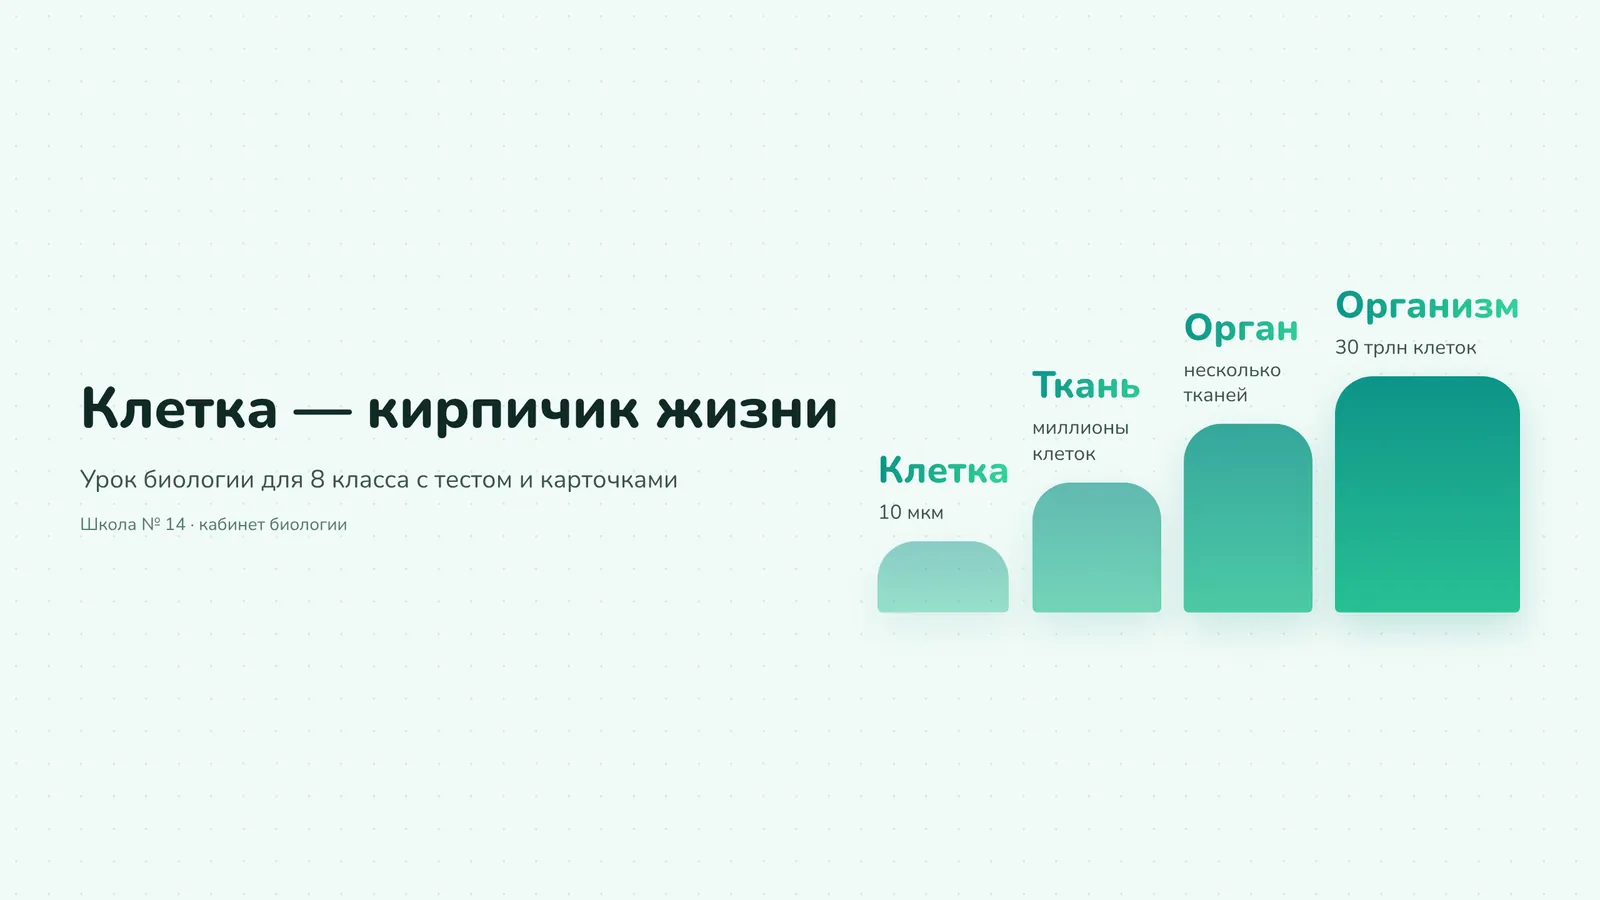 Клетка — кирпичик жизни
Урок биологии для 8 класса с тестом и карточками
Школа № 14 · кабинет биологии
Клетка
10 мкм
Ткань
миллионы
клеток
Орган
несколько
тканей
Организм
30 трлн клеток